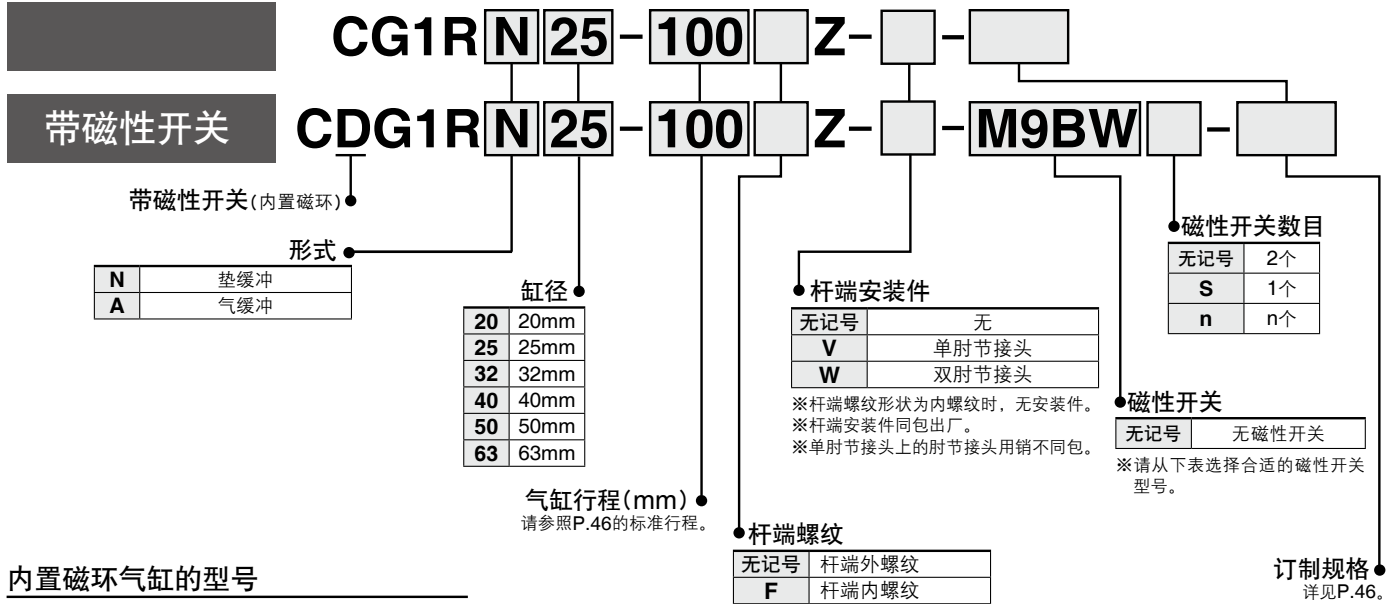 CG1R N 25-100 Z- -
带磁性开关 CDG1R N 25-100 Z- -M9BW -
带磁性开关(内置磁环)
形式
N 垫缓冲
A 气缓冲
缸径
20 20mm
25 25mm
32 32mm
40 40mm
50 50mm
63 63mm
气缸行程(mm)
请参照P.46的标准行程。
杆端螺纹
无记号 杆端外螺纹
F 杆端内螺纹
杆端安装件
无记号 无
V 单肘节接头
W 双肘节接头
※杆端螺纹形状为内螺纹时，无安装件。
※杆端安装件同包出厂。
※单肘节接头上的肘节接头用销不同包。
磁性开关
无记号 无磁性开关
※请从下表选择合适的磁性开关
型号。
磁性开关数目
无记号 2个
S 1个
n n个
订制规格
详见P.46。
内置磁环气缸的型号